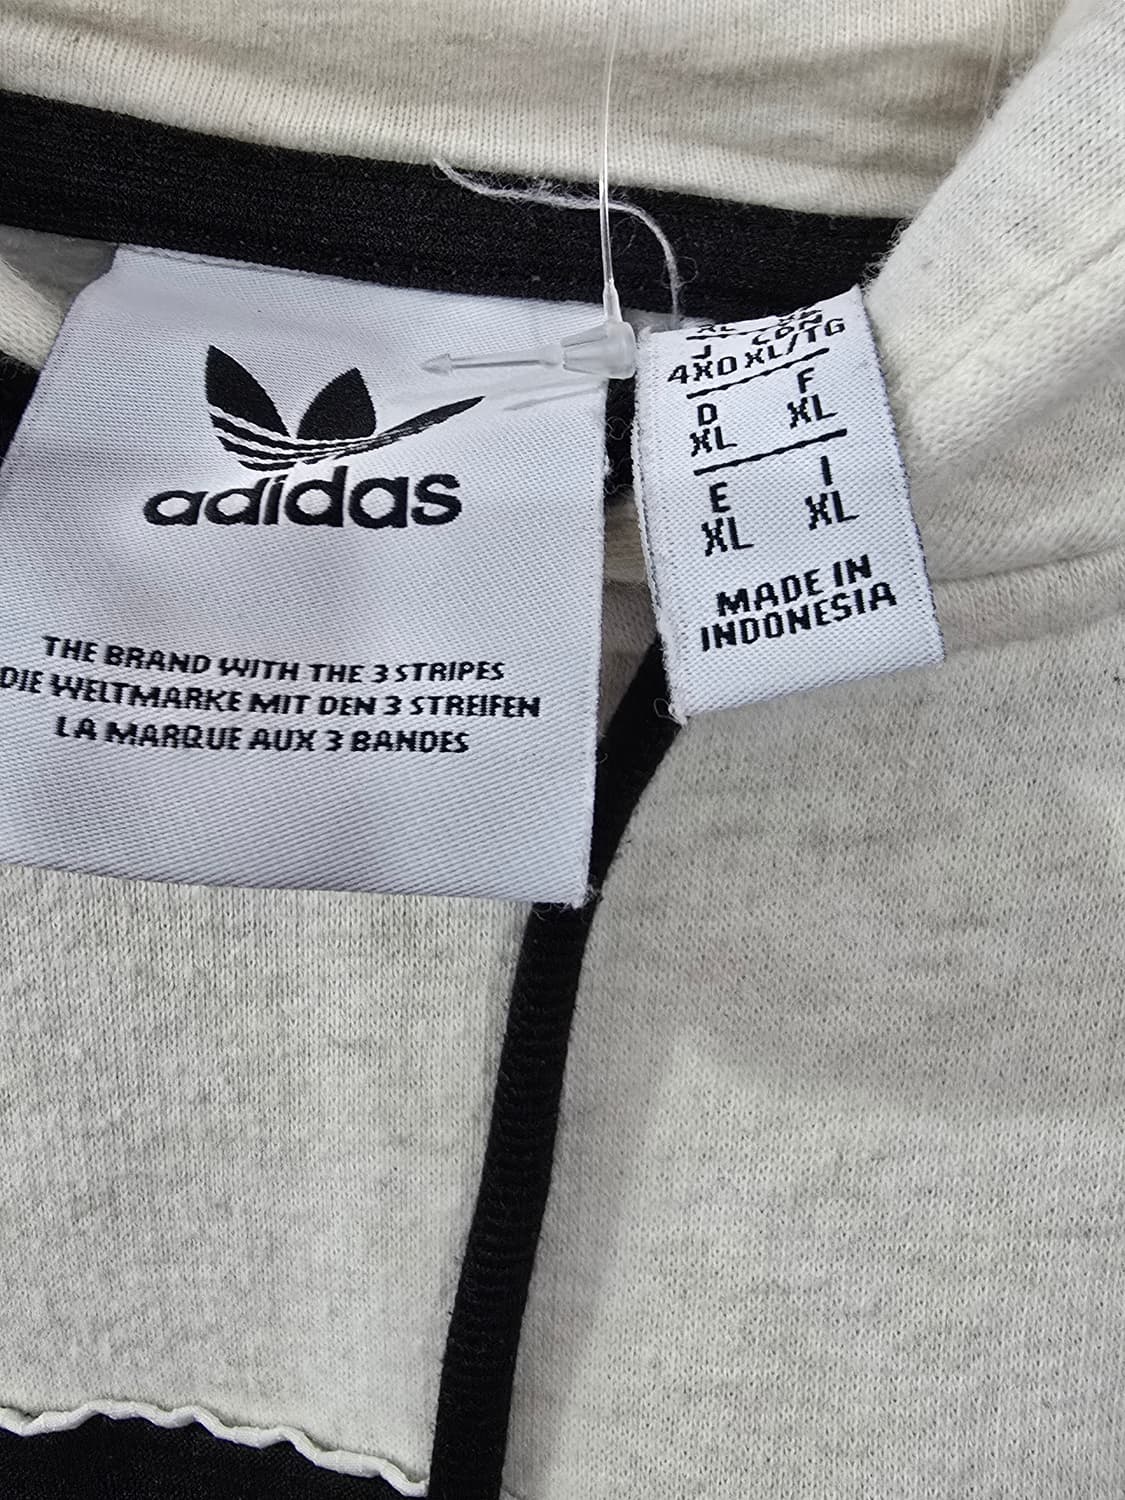 adidas
THE BRAND WITH THE 3 STRIPES
DIE WELTMARKE MIT DEN 3 STREIFEN
LA MARQUE AUX 3 BANDES
J CDN
4XO XL/TG
D F
XL XL
E I
XL XL
MADE IN
INDONESIA